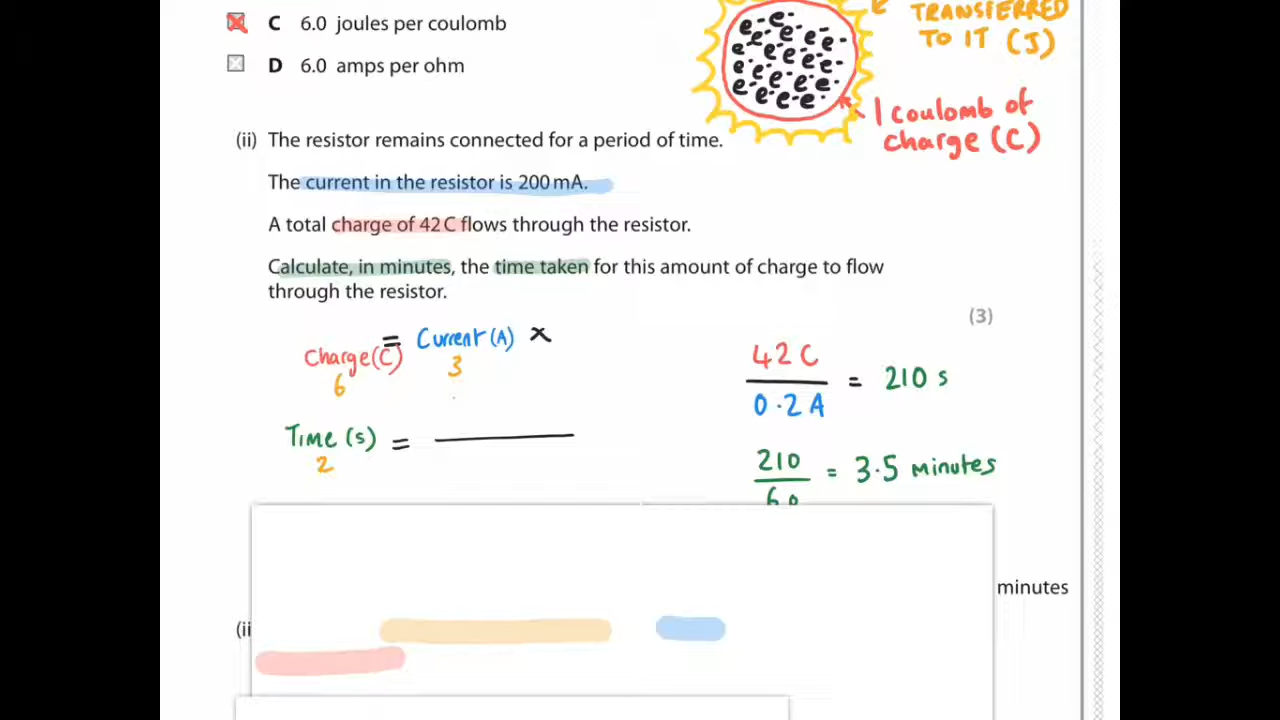 C 6.0 joules per coulomb
D 6.0 amps per ohm
TRANSFERRED
TO IT (J)
e- e-
e- e- e- e- e-
e- e- e- e-
e- e- e- e- e-
e- e- e- e- e-
e- e- e-
1 coulomb of
charge (C)
(ii) The resistor remains connected for a period of time.
The current in the resistor is 200 mA.
A total charge of 42 C flows through the resistor.
Calculate, in minutes, the time taken for this amount of charge to flow
through the resistor.
(3)
Charge(C) = Current(A) ×
6 3
Time (s) =
2
42 C
0.2 A
= 210 s
210
60
= 3.5 minutes
minutes
(ii